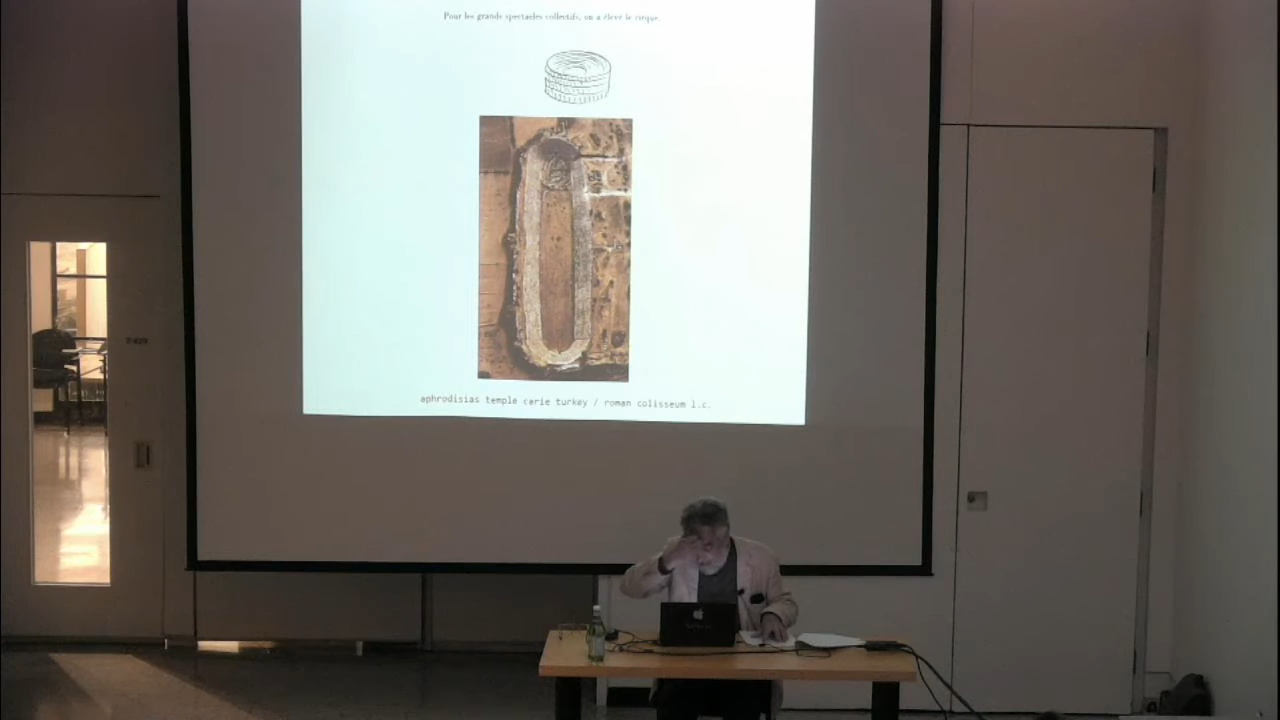 Pour les grands spectacles collectifs, on a élevé le cirque.
aphrodisias temple carie turkey / roman colisseum l.c.